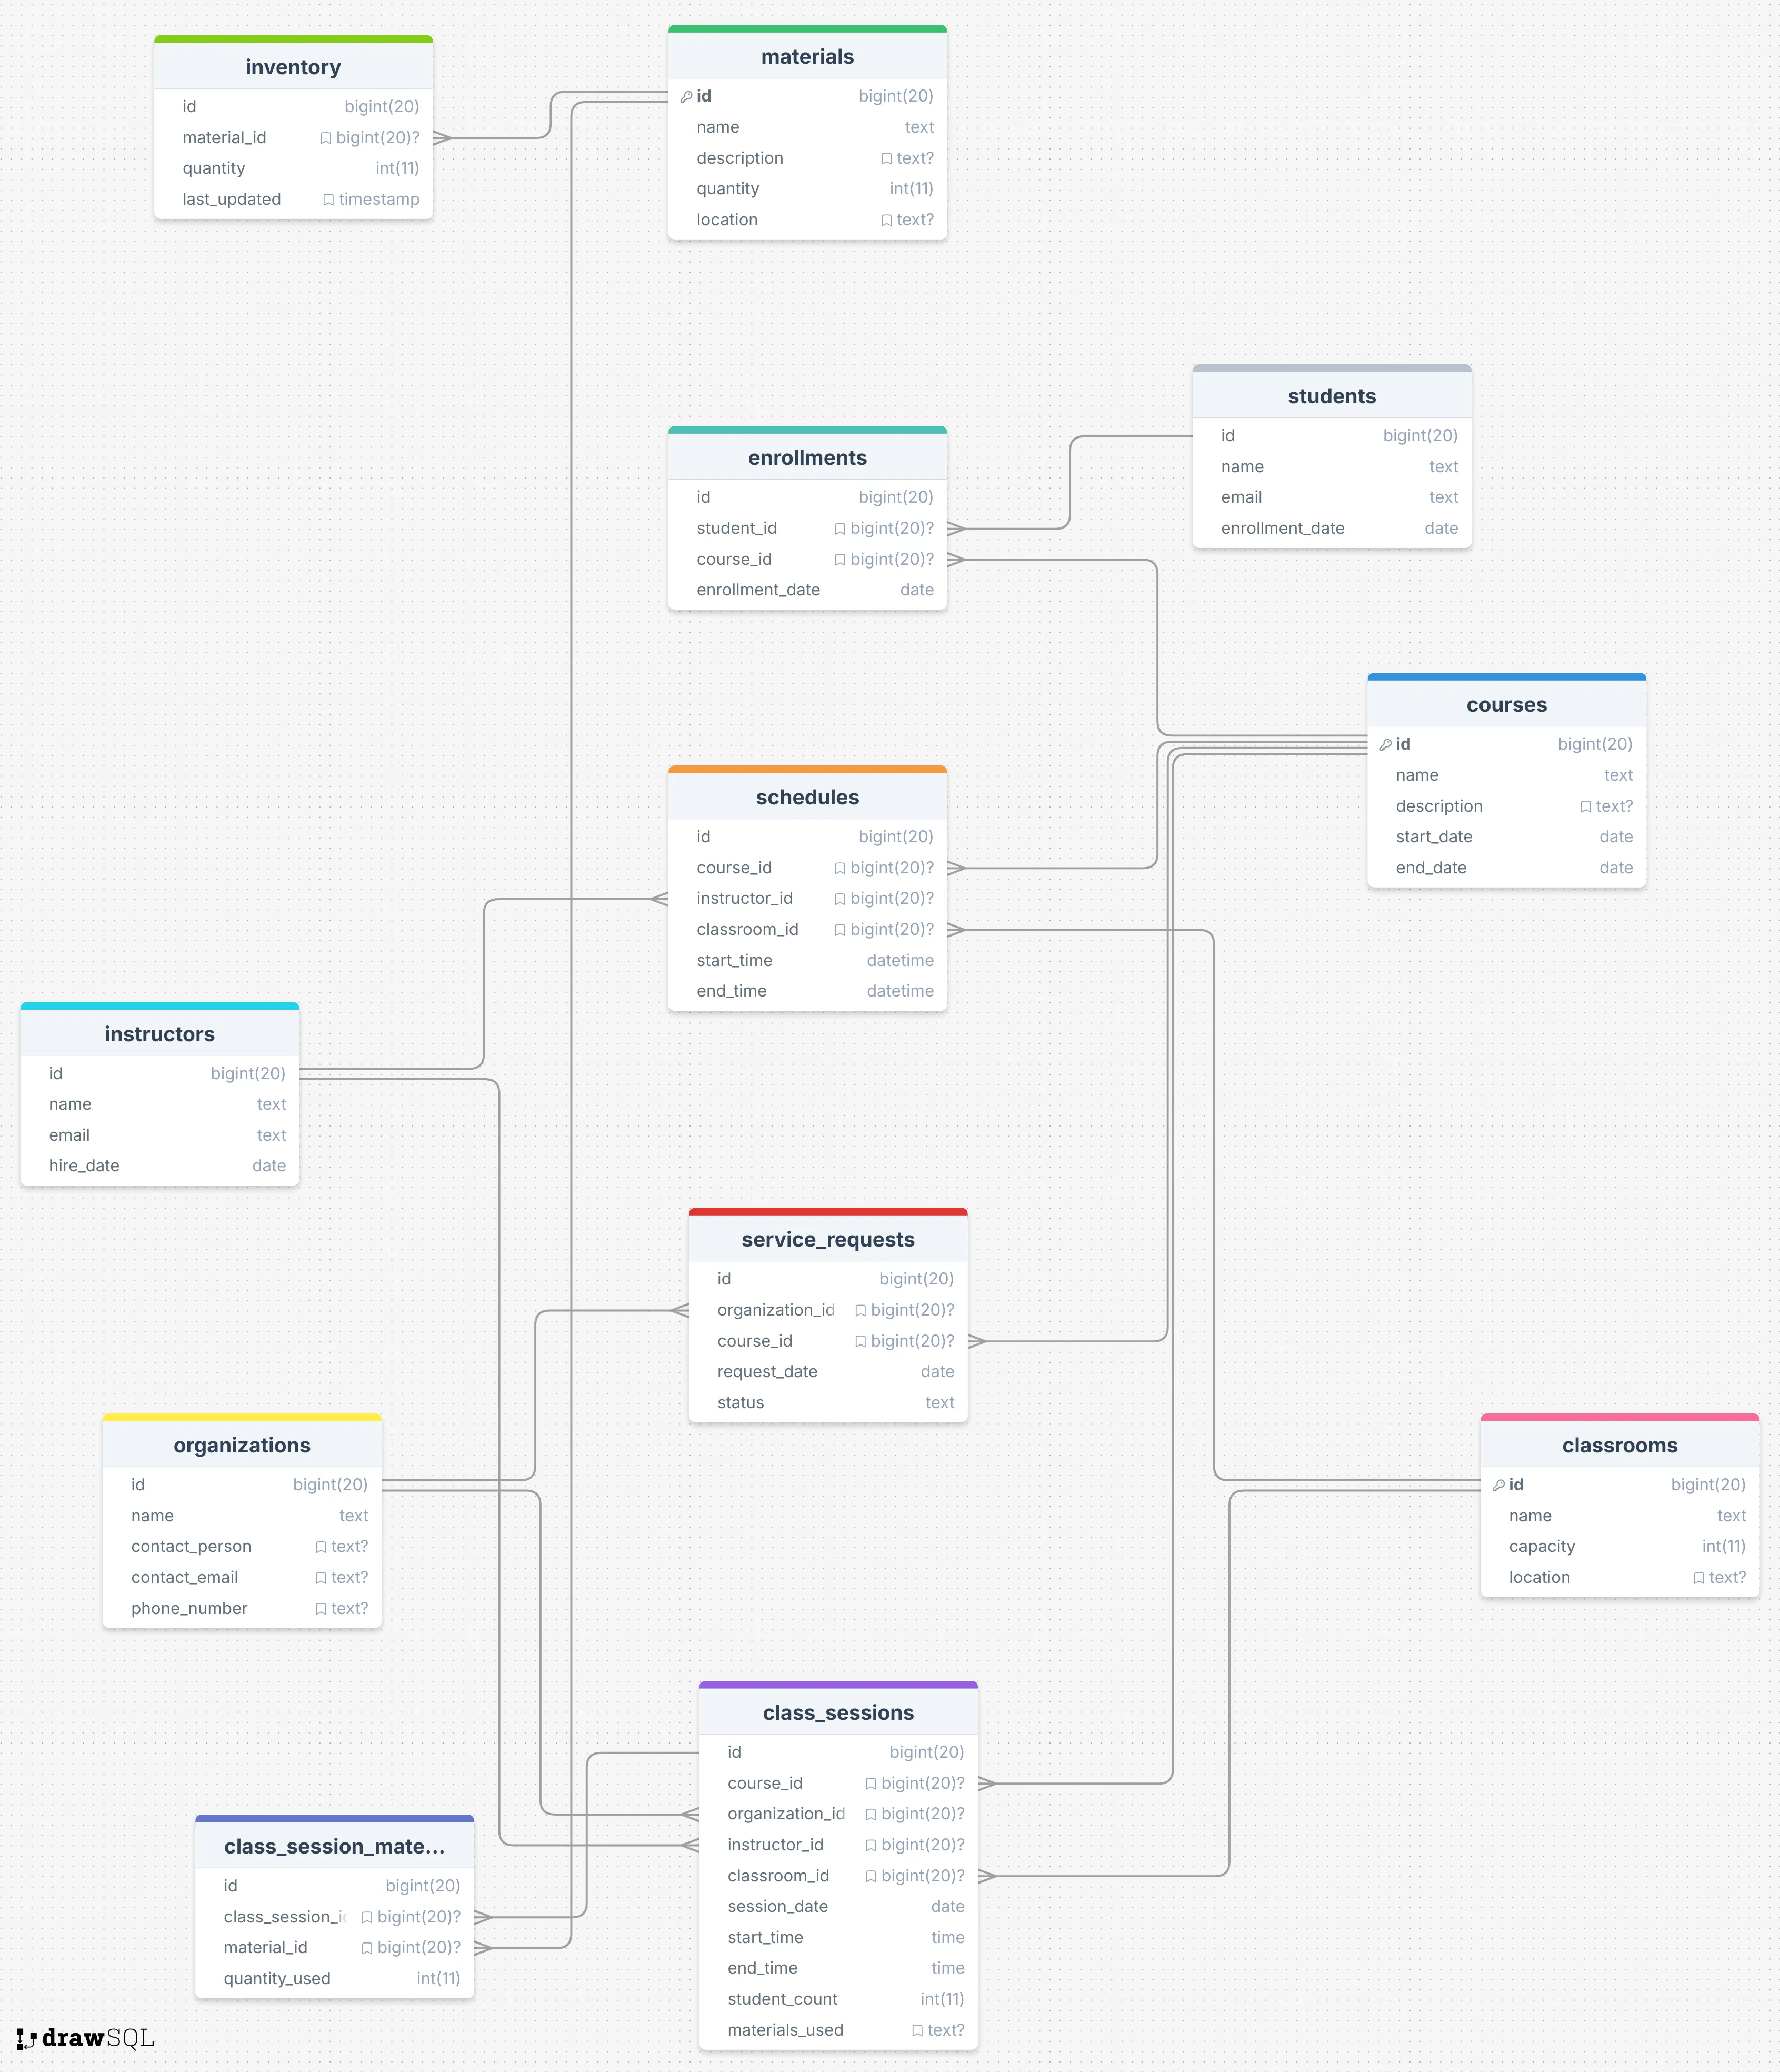 inventory
id bigint(20)
material_id bigint(20)?
quantity int(11)
last_updated timestamp
materials
id bigint(20)
name text
description text?
quantity int(11)
location text?
students
id bigint(20)
name text
email text
enrollment_date date
enrollments
id bigint(20)
student_id bigint(20)?
course_id bigint(20)?
enrollment_date date
courses
id bigint(20)
name text
description text?
start_date date
end_date date
schedules
id bigint(20)
course_id bigint(20)?
instructor_id bigint(20)?
classroom_id bigint(20)?
start_time datetime
end_time datetime
instructors
id bigint(20)
name text
email text
hire_date date
service_requests
id bigint(20)
organization_id bigint(20)?
course_id bigint(20)?
request_date date
status text
organizations
id bigint(20)
name text
contact_person text?
contact_email text?
phone_number text?
classrooms
id bigint(20)
name text
capacity int(11)
location text?
class_sessions
id bigint(20)
course_id bigint(20)?
organization_id bigint(20)?
instructor_id bigint(20)?
classroom_id bigint(20)?
session_date date
start_time time
end_time time
student_count int(11)
materials_used text?
class_session_mate...
id bigint(20)
class_session_id bigint(20)?
material_id bigint(20)?
quantity_used int(11)
drawSQL